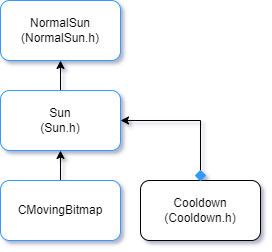 NormalSun
(NormalSun.h)
Sun
(Sun.h)
CMovingBitmap
Cooldown
(Cooldown.h)